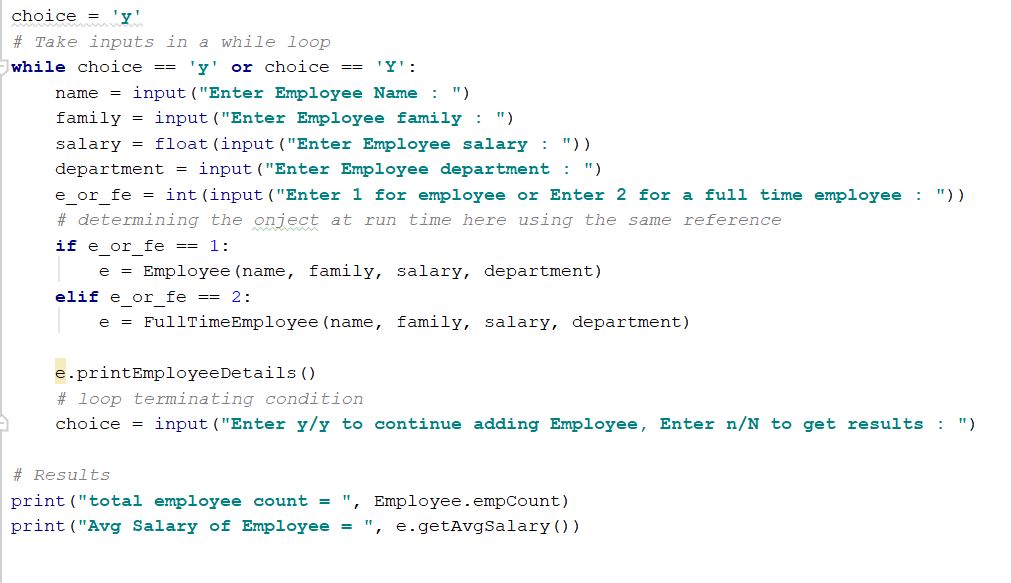 choice = 'y'
# Take inputs in a while loop
while choice == 'y' or choice == 'Y':
    name = input("Enter Employee Name : ")
    family = input("Enter Employee family : ")
    salary = float(input("Enter Employee salary : "))
    department = input("Enter Employee department : ")
    e_or_fe = int(input("Enter 1 for employee or Enter 2 for a full time employee : "))
    # determining the onject at run time here using the same reference
    if e_or_fe == 1:
        e = Employee(name, family, salary, department)
    elif e_or_fe == 2:
        e = FullTimeEmployee(name, family, salary, department)
    e.printEmployeeDetails()
    # loop terminating condition
    choice = input("Enter y/y to continue adding Employee, Enter n/N to get results : ")
# Results
print("total employee count = ", Employee.empCount)
print("Avg Salary of Employee = ", e.getAvgSalary())